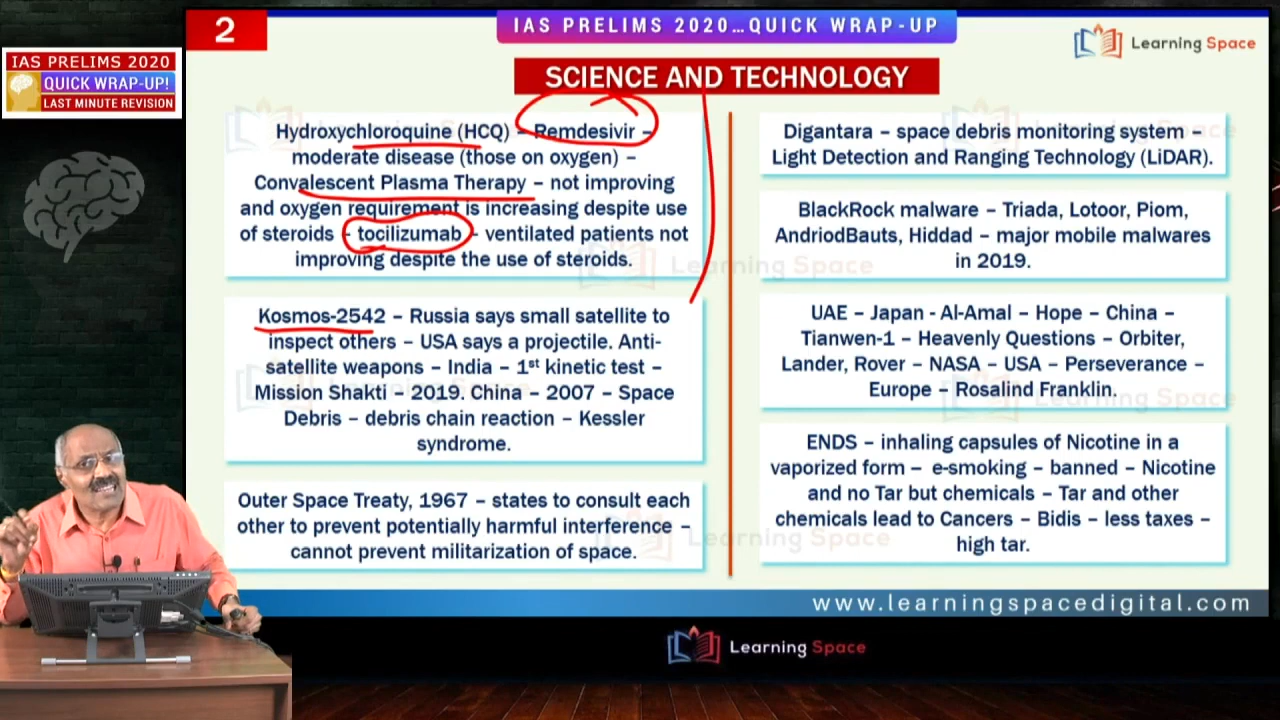 2
IAS PRELIMS 2020...QUICK WRAP-UP
Learning Space
IAS PRELIMS 2020
QUICK WRAP-UP!
LAST MINUTE REVISION
SCIENCE AND TECHNOLOGY
Hydroxychloroquine (HCQ) – Remdesivir –
moderate disease (those on oxygen) –
Convalescent Plasma Therapy – not improving
and oxygen requirement is increasing despite use
of steroids – tocilizumab – ventilated patients not
improving despite the use of steroids.
Kosmos-2542 – Russia says small satellite to
inspect others – USA says a projectile. Anti-
satellite weapons – India – 1st kinetic test –
Mission Shakti – 2019. China – 2007 – Space
Debris – debris chain reaction – Kessler
syndrome.
Outer Space Treaty, 1967 – states to consult each
other to prevent potentially harmful interference –
cannot prevent militarization of space.
Digantara – space debris monitoring system –
Light Detection and Ranging Technology (LiDAR).
BlackRock malware – Triada, Lotoor, Piom,
AndriodBauts, Hiddad – major mobile malwares
in 2019.
UAE – Japan - Al-Amal – Hope – China –
Tianwen-1 – Heavenly Questions – Orbiter,
Lander, Rover – NASA – USA – Perseverance –
Europe – Rosalind Franklin.
ENDS – inhaling capsules of Nicotine in a
vaporized form – e-smoking – banned – Nicotine
and no Tar but chemicals – Tar and other
chemicals lead to Cancers – Bidis – less taxes –
high tar.
www.learningspacedigital.com
Learning Space